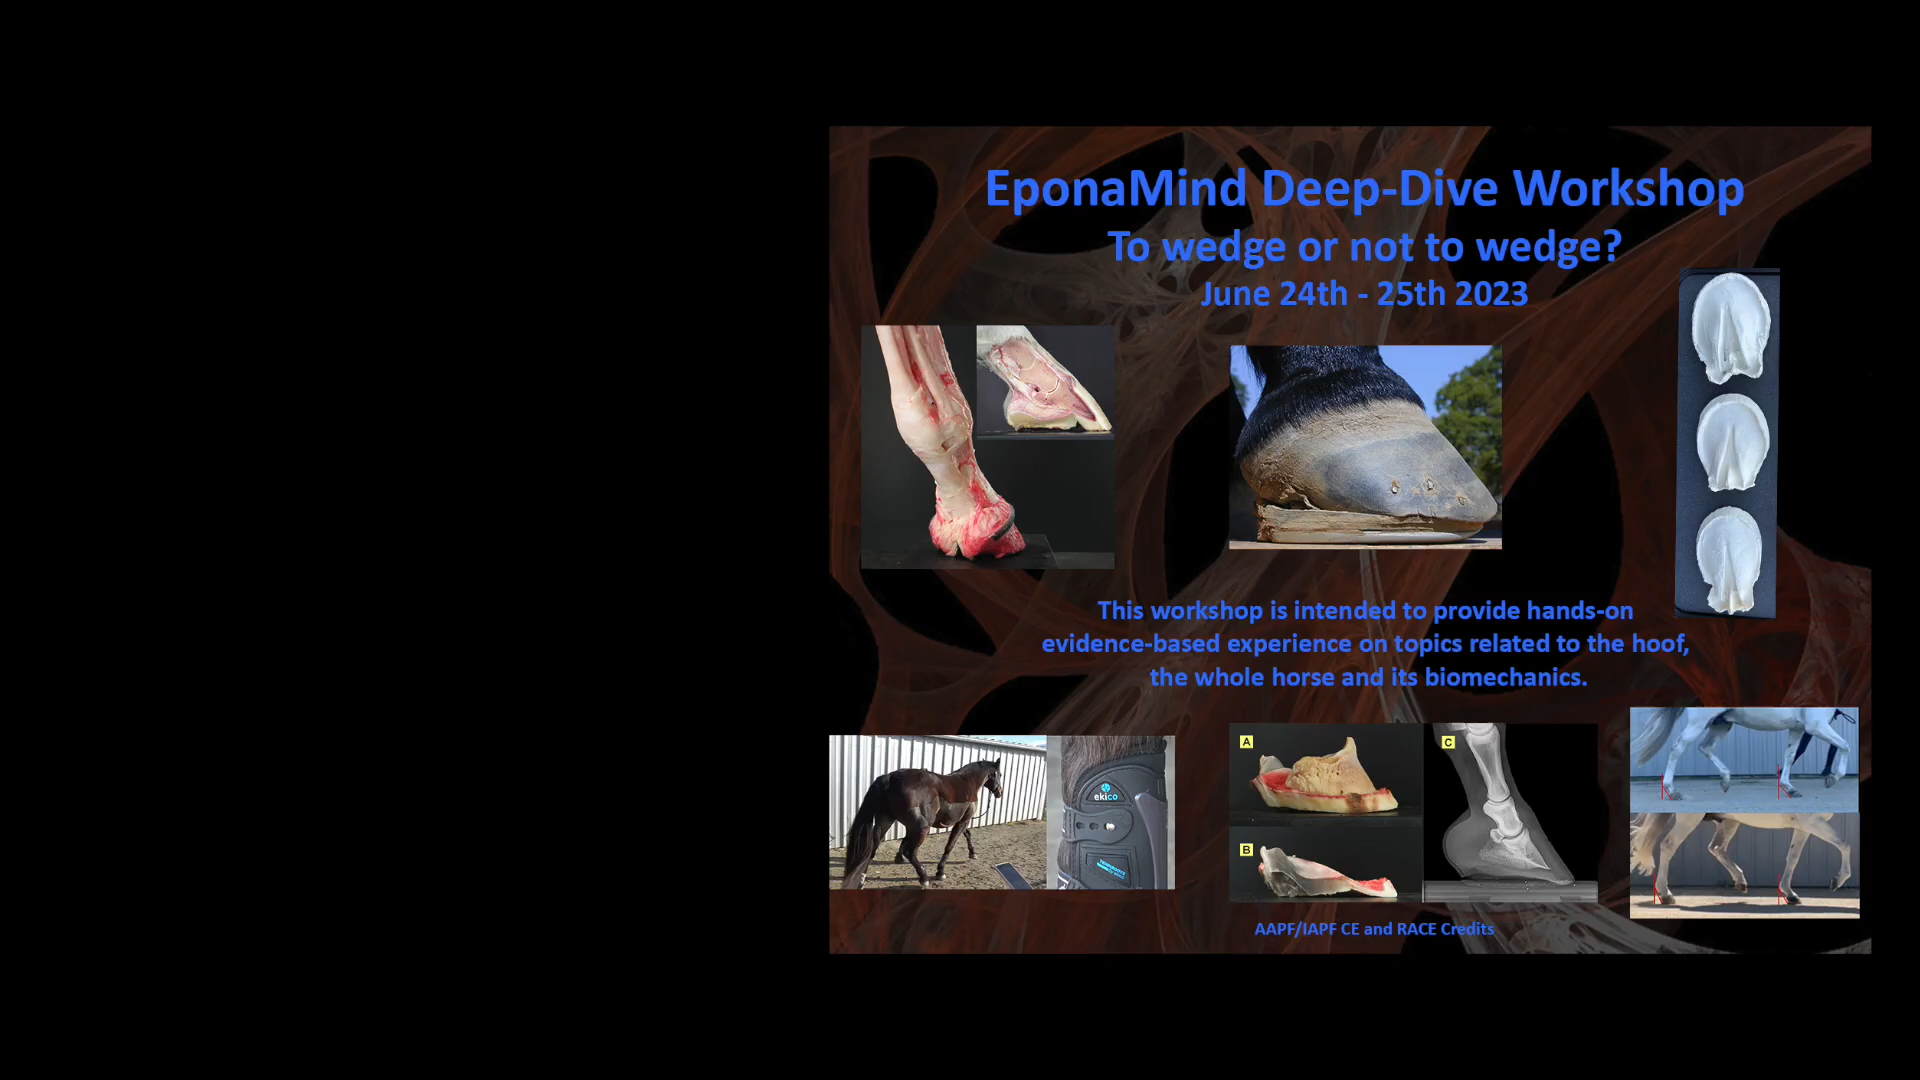 EponaMind Deep-Dive Workshop
To wedge or not to wedge?
June 24th - 25th 2023
This workshop is intended to provide hands-on
evidence-based experience on topics related to the hoof,
the whole horse and its biomechanics.
ekico
A
B
C
AAPF/IAPF CE and RACE Credits